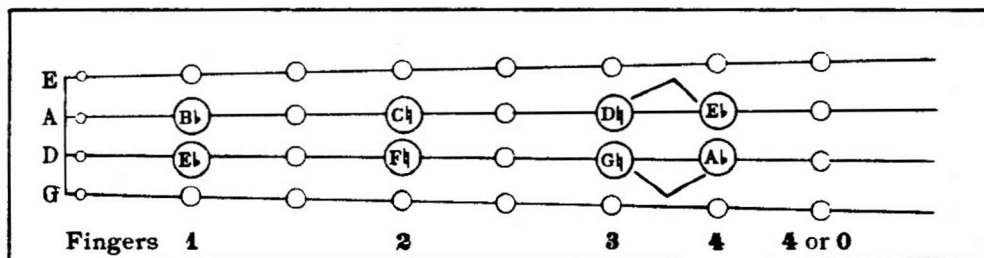 E
A B♭ C♮ D♮ E♭
D E♭ F♮ G♮ A♭
G
Fingers 1 2 3 4 4 or 0